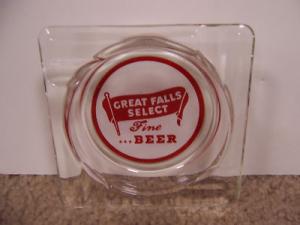 GREAT FALLS
SELECT
Fine
...BEER